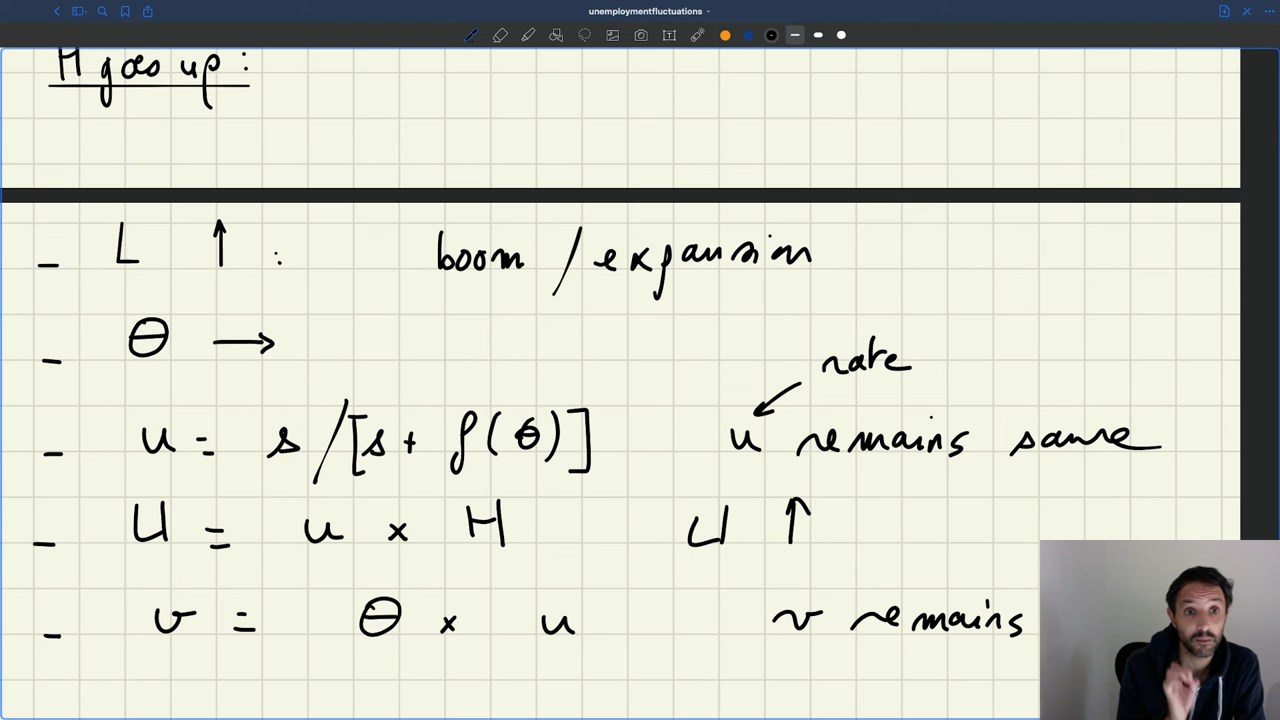 unemploymentfluctuations
H goes up :
- L ↑ : boom / expansion
- θ →
rate
- u = s / [s + f(θ)] u remains same
- U = u x H U ↑
- v = θ x u v remains